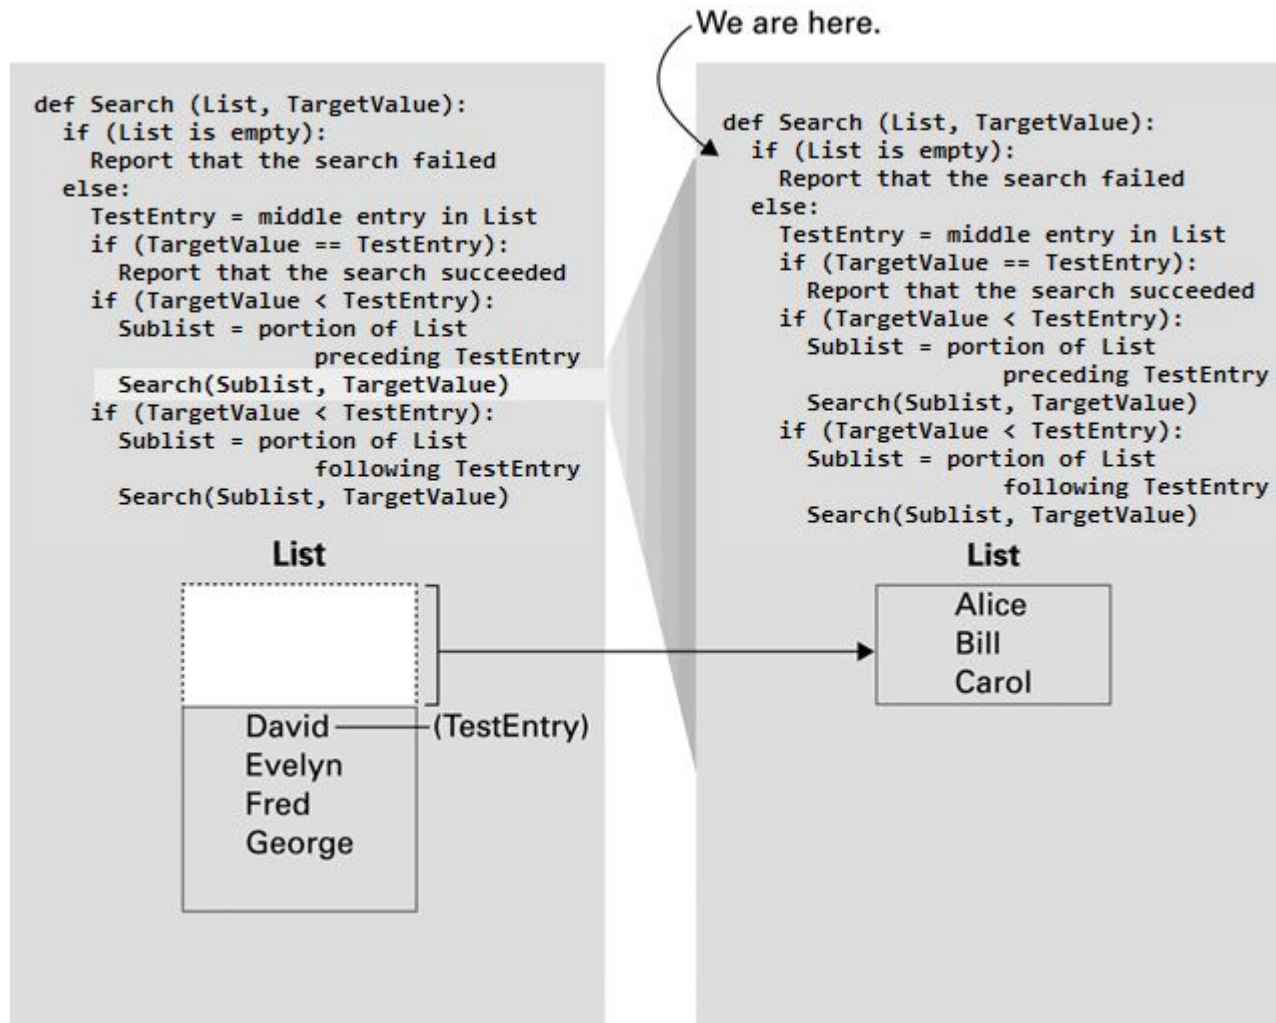 We are here.
def Search (List, TargetValue):
if (List is empty):
Report that the search failed
else:
TestEntry = middle entry in List
if (TargetValue == TestEntry):
Report that the search succeeded
if (TargetValue < TestEntry):
Sublist = portion of List
preceding TestEntry
Search(Sublist, TargetValue)
if (TargetValue < TestEntry):
Sublist = portion of List
following TestEntry
Search(Sublist, TargetValue)
List
David (TestEntry)
Evelyn
Fred
George
def Search (List, TargetValue):
if (List is empty):
Report that the search failed
else:
TestEntry = middle entry in List
if (TargetValue == TestEntry):
Report that the search succeeded
if (TargetValue < TestEntry):
Sublist = portion of List
preceding TestEntry
Search(Sublist, TargetValue)
if (TargetValue < TestEntry):
Sublist = portion of List
following TestEntry
Search(Sublist, TargetValue)
List
Alice
Bill
Carol